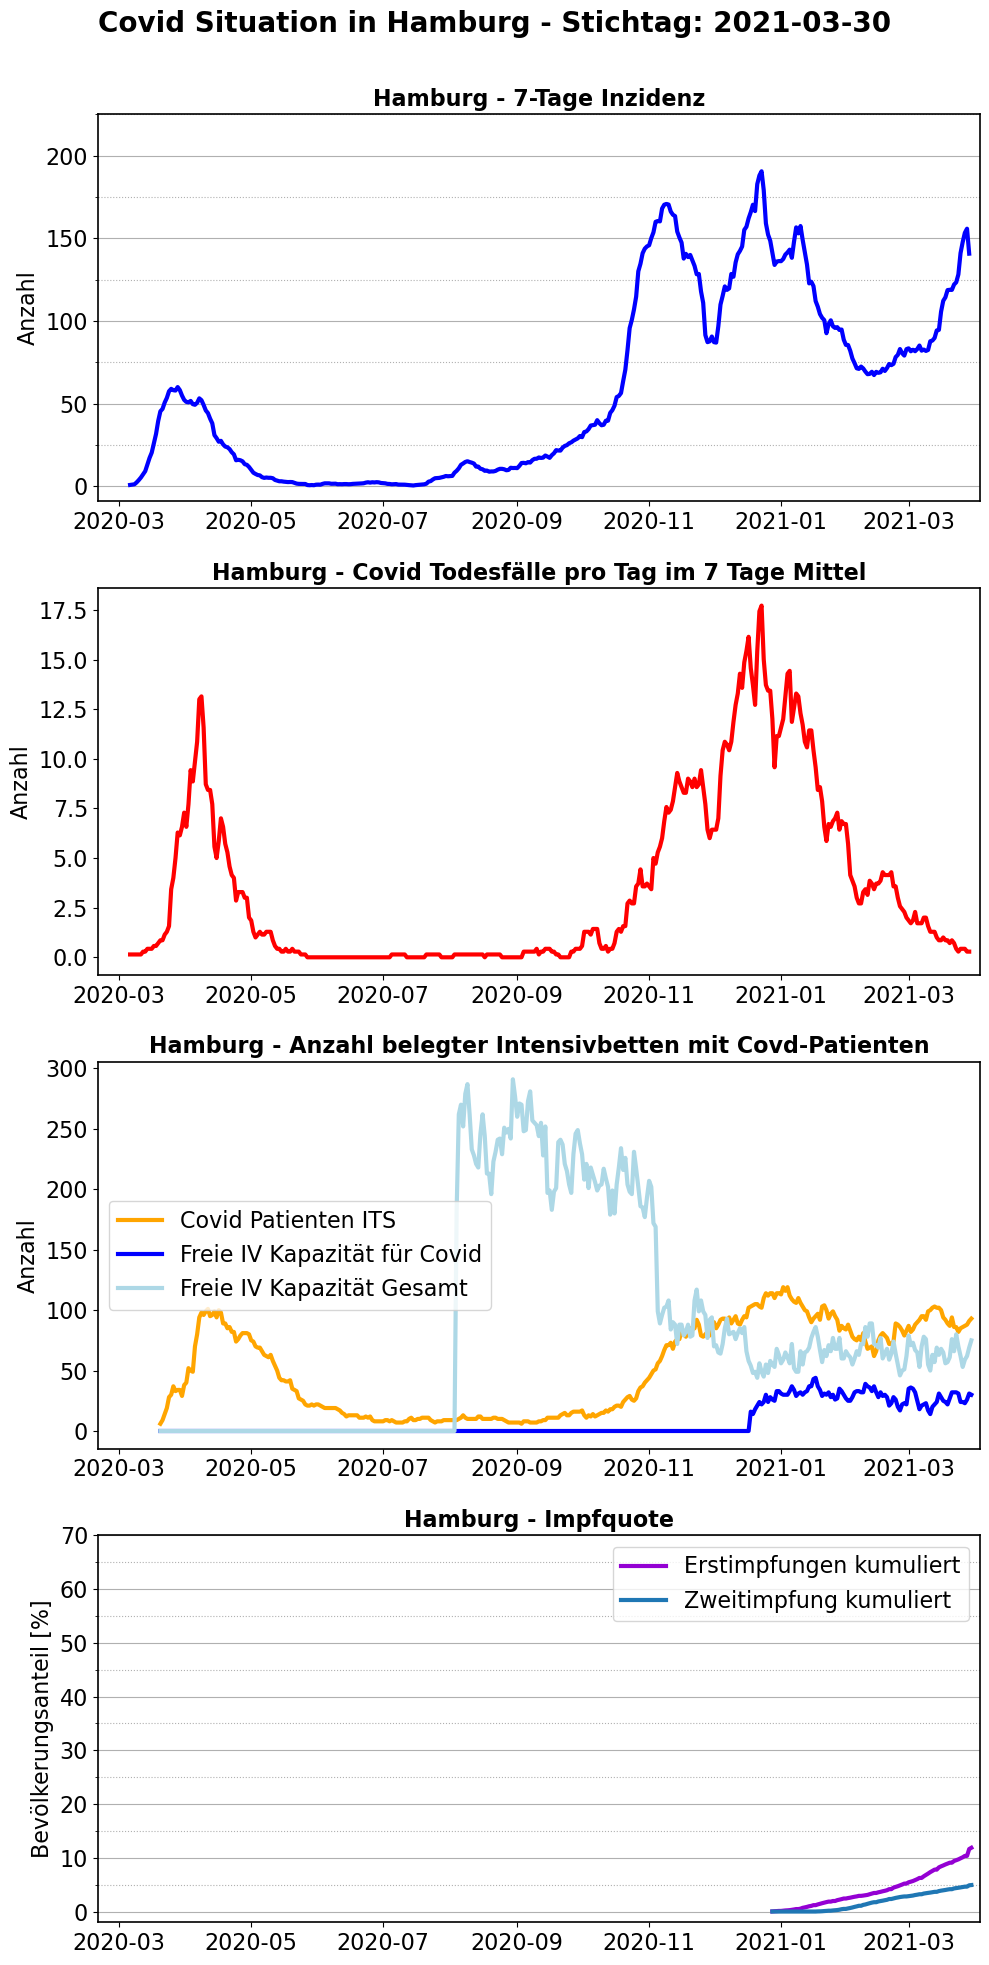 Covid Situation in Hamburg - Stichtag: 2021-03-30
Hamburg - 7-Tage Inzidenz
Anzahl
200
150
100
50
0
2020-03 2020-05 2020-07 2020-09 2020-11 2021-01 2021-03
Hamburg - Covid Todesfälle pro Tag im 7 Tage Mittel
Anzahl
17.5
15.0
12.5
10.0
7.5
5.0
2.5
0.0
2020-03 2020-05 2020-07 2020-09 2020-11 2021-01 2021-03
Hamburg - Anzahl belegter Intensivbetten mit Covd-Patienten
Anzahl
300
250
200
150
100
50
0
Covid Patienten ITS
Freie IV Kapazität für Covid
Freie IV Kapazität Gesamt
2020-03 2020-05 2020-07 2020-09 2020-11 2021-01 2021-03
Hamburg - Impfquote
Bevölkerungsanteil [%]
70
60
50
40
30
20
10
0
Erstimpfungen kumuliert
Zweitimpfung kumuliert
2020-03 2020-05 2020-07 2020-09 2020-11 2021-01 2021-03